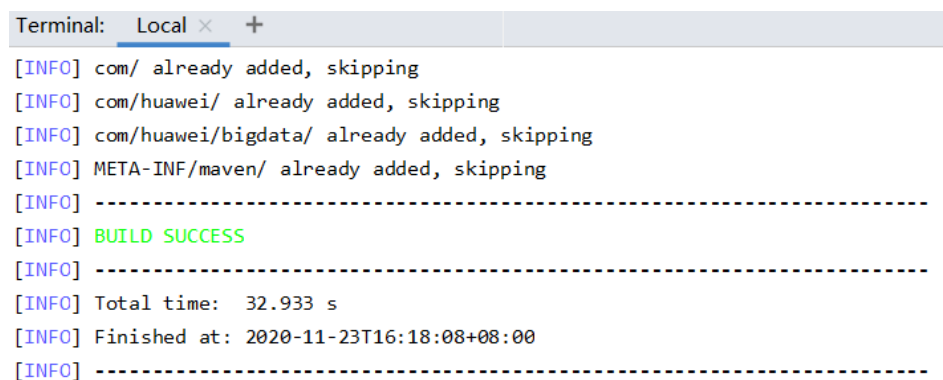 Terminal: Local × +
[INFO] com/ already added, skipping
[INFO] com/huawei/ already added, skipping
[INFO] com/huawei/bigdata/ already added, skipping
[INFO] META-INF/maven/ already added, skipping
[INFO] ------------------------------------------------------------------------
[INFO] BUILD SUCCESS
[INFO] ------------------------------------------------------------------------
[INFO] Total time:  32.933 s
[INFO] Finished at: 2020-11-23T16:18:08+08:00
[INFO] ------------------------------------------------------------------------